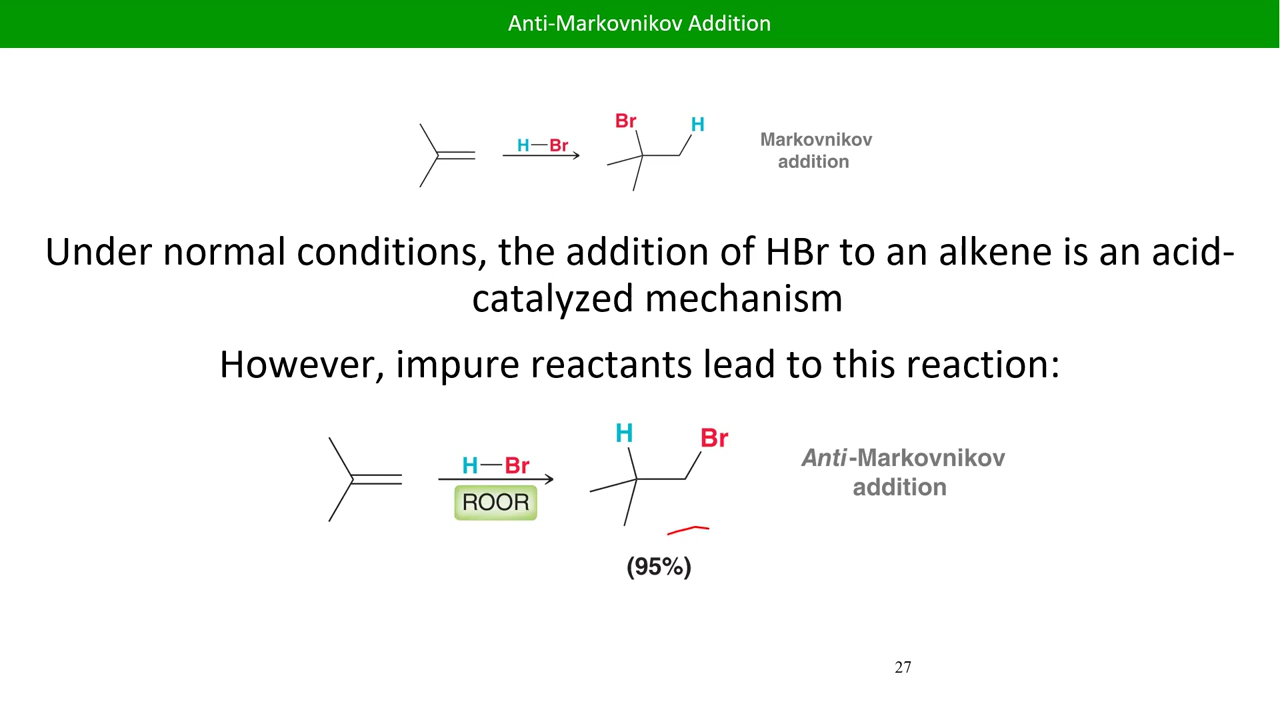 Anti-Markovnikov Addition
Br
H
H—Br
Markovnikov
addition
Under normal conditions, the addition of HBr to an alkene is an acid-
catalyzed mechanism
However, impure reactants lead to this reaction:
H
Br
H—Br
ROOR
Anti-Markovnikov
addition
(95%)
27